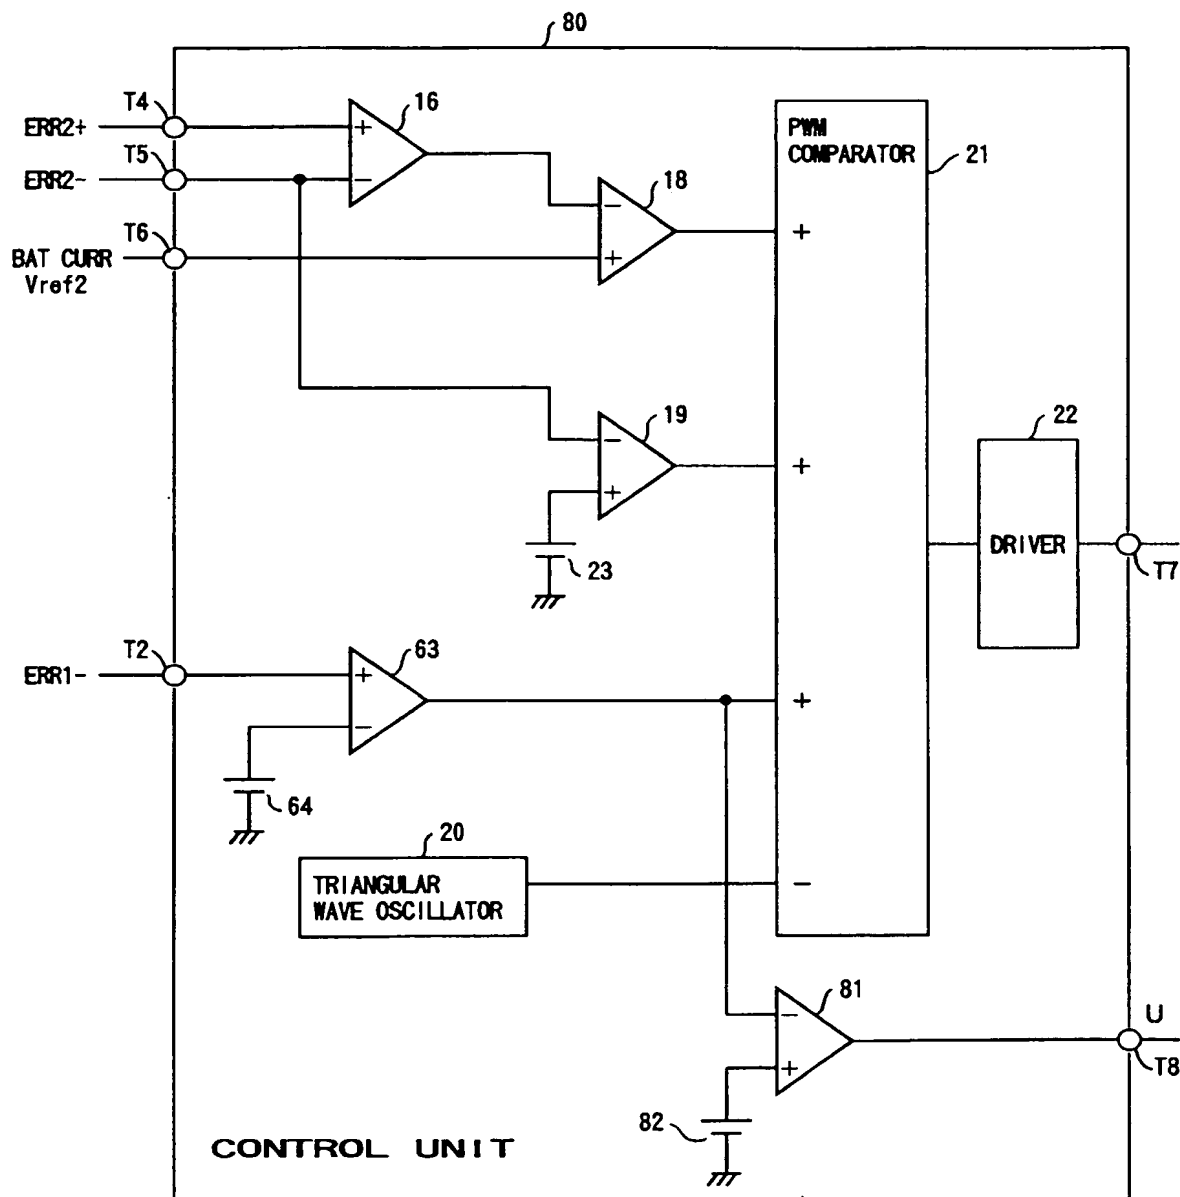 80
T4
ERR2+
+
16
T5
ERR2-
-
18
-
T6
BAT CURR
Vref2
+
PWM
COMPARATOR
21
+
19
-
+
+
23
22
DRIVER
T7
T2
ERR1-
+
63
-
+
64
20
TRIANGULAR
WAVE OSCILLATOR
-
81
-
+
U
T8
82
CONTROL UNIT